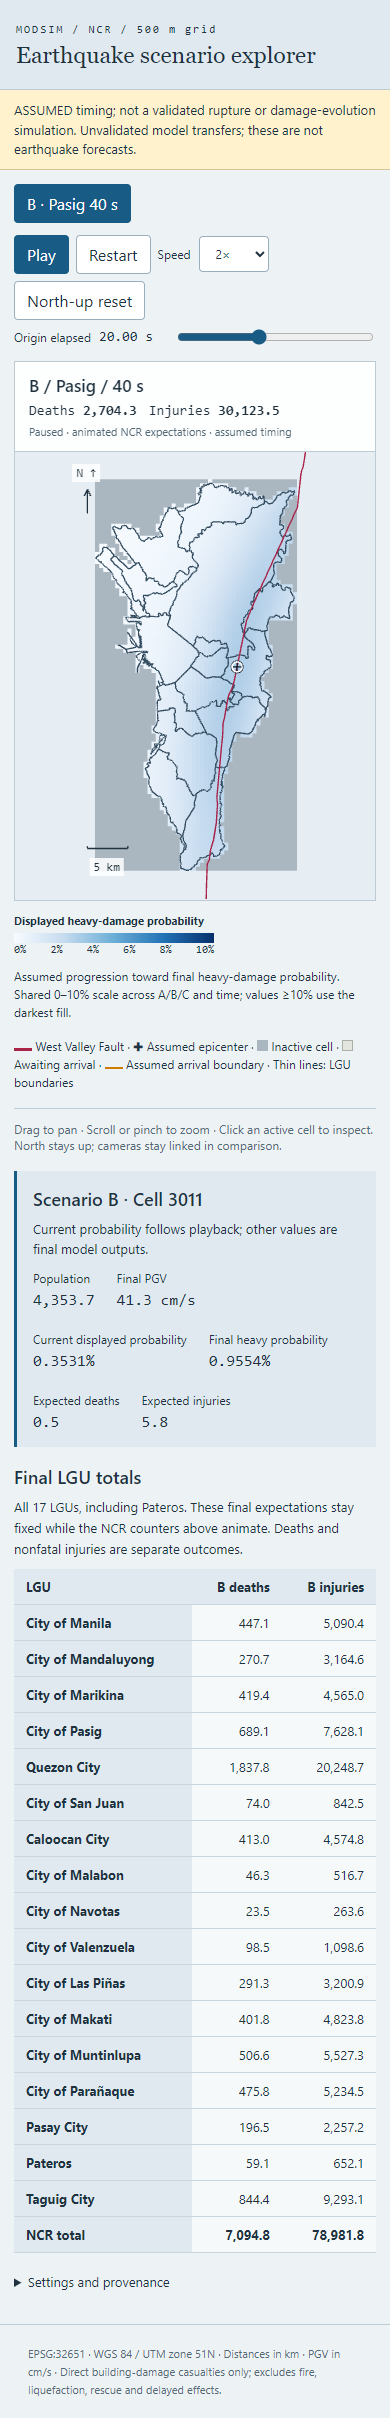 MODSIM / NCR / 500 m grid
Earthquake scenario explorer
ASSUMED timing; not a validated rupture or damage-evolution
simulation. Unvalidated model transfers; these are not
earthquake forecasts.
B · Pasig 40 s
Play Restart Speed 2×
North-up reset
Origin elapsed 20.00 s
B / Pasig / 40 s
Deaths 2,704.3 Injuries 30,123.5
Paused · animated NCR expectations · assumed timing
N ↑
5 km
Displayed heavy-damage probability
0% 2% 4% 6% 8% 10%
Assumed progression toward final heavy-damage probability.
Shared 0–10% scale across A/B/C and time; values ≥10% use the
darkest fill.
West Valley Fault · ✚ Assumed epicenter · Inactive cell ·
Awaiting arrival · Assumed arrival boundary · Thin lines: LGU
boundaries
Drag to pan · Scroll or pinch to zoom · Click an active cell to inspect.
North stays up; cameras stay linked in comparison.
Scenario B · Cell 3011
Current probability follows playback; other values are
final model outputs.
Population Final PGV
4,353.7 41.3 cm/s
Current displayed probability Final heavy probability
0.3531% 0.9554%
Expected deaths Expected injuries
0.5 5.8
Final LGU totals
All 17 LGUs, including Pateros. These final expectations stay
fixed while the NCR counters above animate. Deaths and
nonfatal injuries are separate outcomes.
LGU B deaths B injuries
City of Manila 447.1 5,090.4
City of Mandaluyong 270.7 3,164.6
City of Marikina 419.4 4,565.0
City of Pasig 689.1 7,628.1
Quezon City 1,837.8 20,248.7
City of San Juan 74.0 842.5
Caloocan City 413.0 4,574.8
City of Malabon 46.3 516.7
City of Navotas 23.5 263.6
City of Valenzuela 98.5 1,098.6
City of Las Piñas 291.3 3,200.9
City of Makati 401.8 4,823.8
City of Muntinlupa 506.6 5,527.3
City of Parañaque 475.8 5,234.5
Pasay City 196.5 2,257.2
Pateros 59.1 652.1
Taguig City 844.4 9,293.1
NCR total 7,094.8 78,981.8
▶ Settings and provenance
EPSG:32651 · WGS 84 / UTM zone 51N · Distances in km · PGV in
cm/s · Direct building-damage casualties only; excludes fire,
liquefaction, rescue and delayed effects.